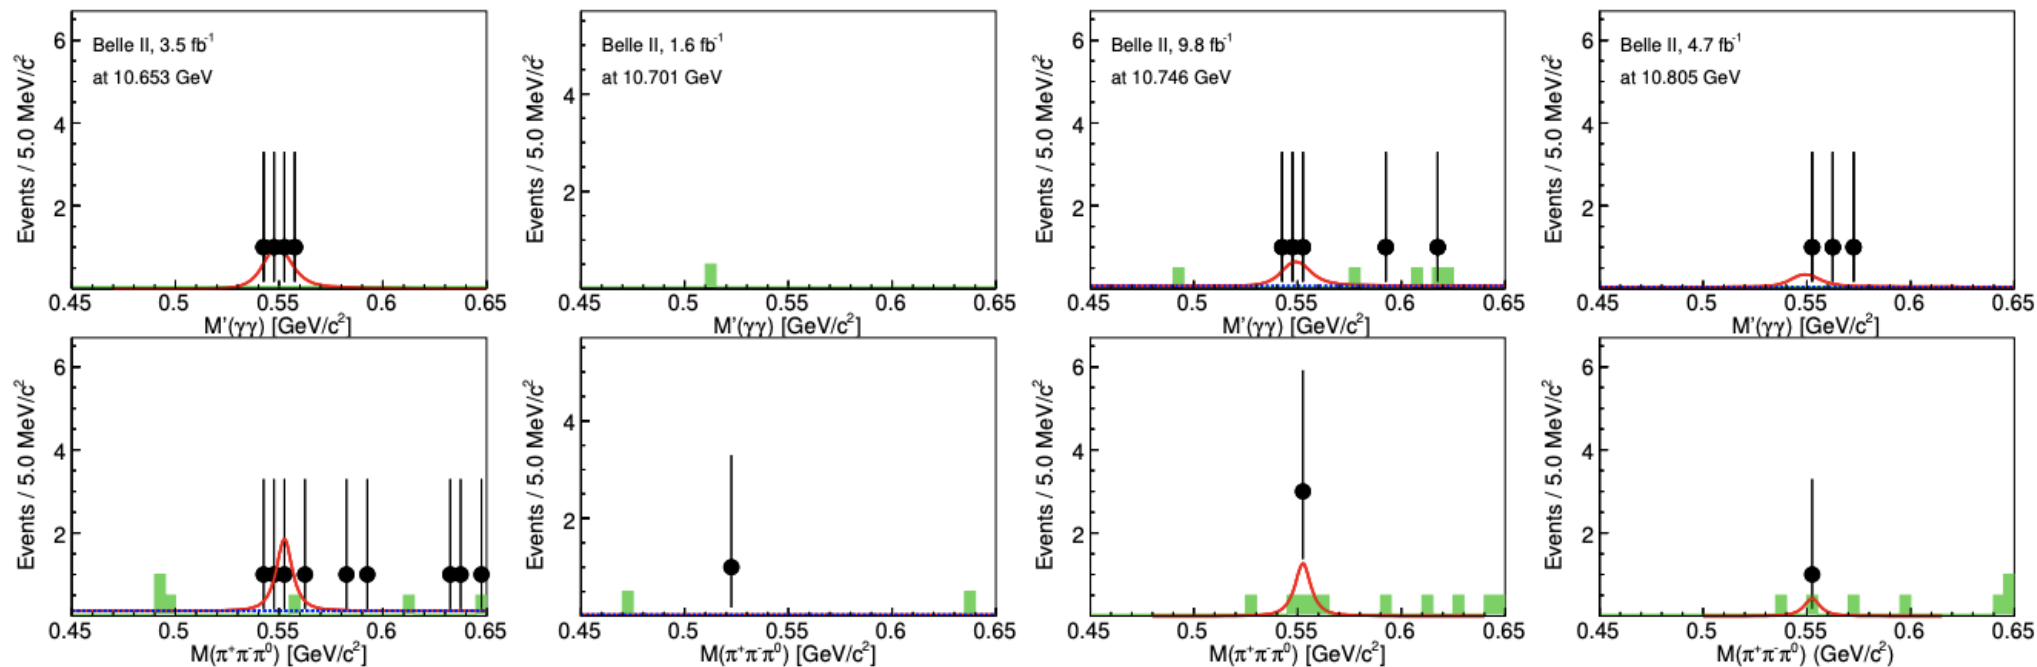 Events / 5.0 MeV/c²
6
4
2
Belle II, 3.5 fb⁻¹
at 10.653 GeV
0.45 0.5 0.55 0.6 0.65
M'(γγ) [GeV/c²]
Events / 5.0 MeV/c²
4
2
Belle II, 1.6 fb⁻¹
at 10.701 GeV
0.45 0.5 0.55 0.6 0.65
M'(γγ) [GeV/c²]
Events / 5.0 MeV/c²
6
4
2
Belle II, 9.8 fb⁻¹
at 10.746 GeV
0.45 0.5 0.55 0.6 0.65
M'(γγ) [GeV/c²]
Events / 5.0 MeV/c²
6
4
2
Belle II, 4.7 fb⁻¹
at 10.805 GeV
0.45 0.5 0.55 0.6 0.65
M'(γγ) [GeV/c²]
Events / 5.0 MeV/c²
6
4
2
0.45 0.5 0.55 0.6 0.65
M(π⁺π⁻π⁰) [GeV/c²]
Events / 5.0 MeV/c²
4
2
0.45 0.5 0.55 0.6 0.65
M(π⁺π⁻π⁰) [GeV/c²]
Events / 5.0 MeV/c²
6
4
2
0.45 0.5 0.55 0.6 0.65
M(π⁺π⁻π⁰) [GeV/c²]
Events / 5.0 MeV/c²
6
4
2
0.45 0.5 0.55 0.6 0.65
M(π⁺π⁻π⁰) (GeV/c²)